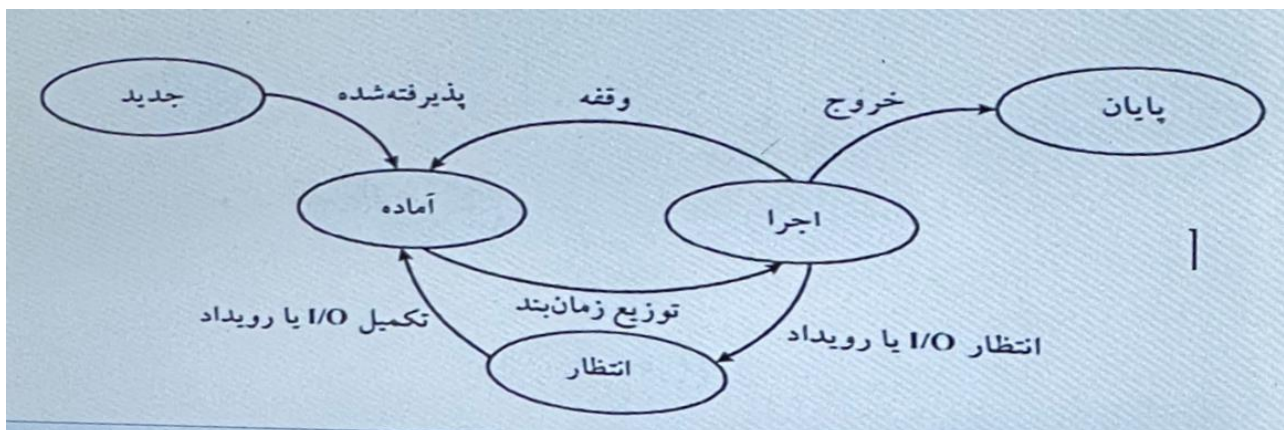 جدید
پذیرفته‌شده
وقفه
خروج
پایان
آماده
اجرا
توزیع زمان‌بند
تکمیل I/O یا رویداد
انتظار I/O یا رویداد
انتظار